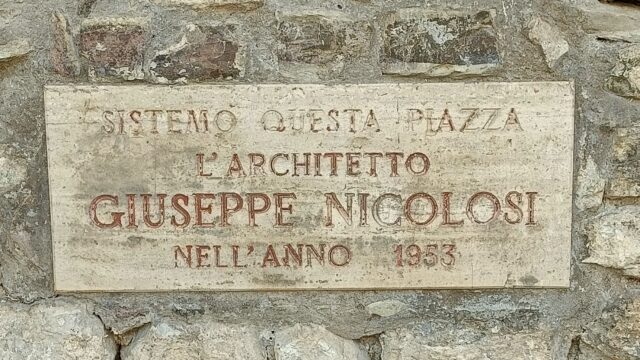 SISTEMÒ QUESTA PIAZZA
L'ARCHITETTO
GIUSEPPE NICOLOSI
NELL'ANNO 1953